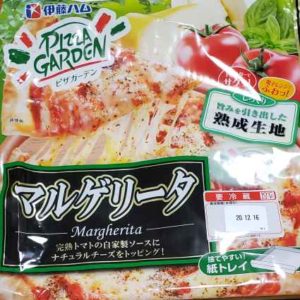 伊藤ハム
PIZZA
GARDEN
ピザガーデン
旨みを引き出した
熟成生地
マルゲリータ
Margherita
完熟トマトの自家製ソースに
ナチュラルチーズをトッピング!
要冷蔵
20.12.16
捨てやすい!
紙トレイ